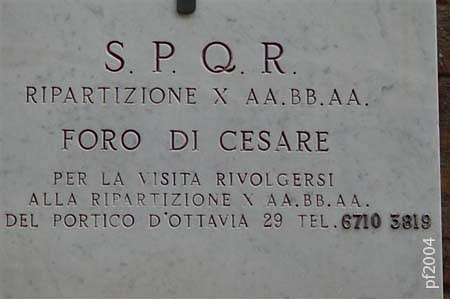 S. P. Q. R.
RIPARTIZIONE X AA.BB.AA.
FORO DI CESARE
PER LA VISITA RIVOLGERSI
ALLA RIPARTIZIONE X AA.BB.AA.
DEL PORTICO D'OTTAVIA 29 TEL. 6710 3819
pf2004